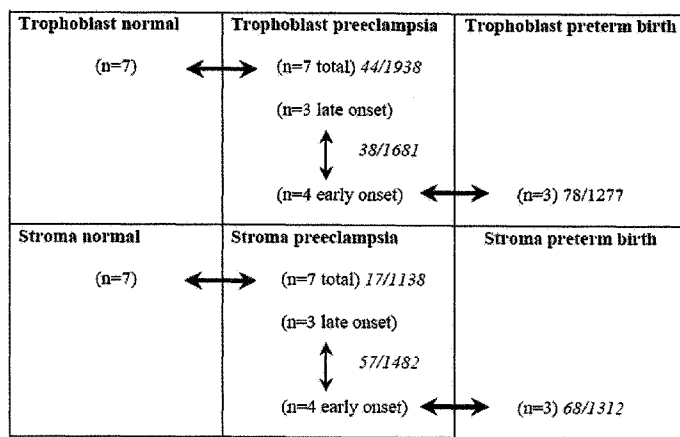 Trophoblast normal
Trophoblast preeclampsia
Trophoblast preterm birth
(n=7)
(n=7 total) 44/1938
(n=3 late onset)
38/1681
(n=4 early onset)
(n=3) 78/1277
Stroma normal
Stroma preeclampsia
Stroma preterm birth
(n=7)
(n=7 total) 17/1138
(n=3 late onset)
57/1482
(n=4 early onset)
(n=3) 68/1312